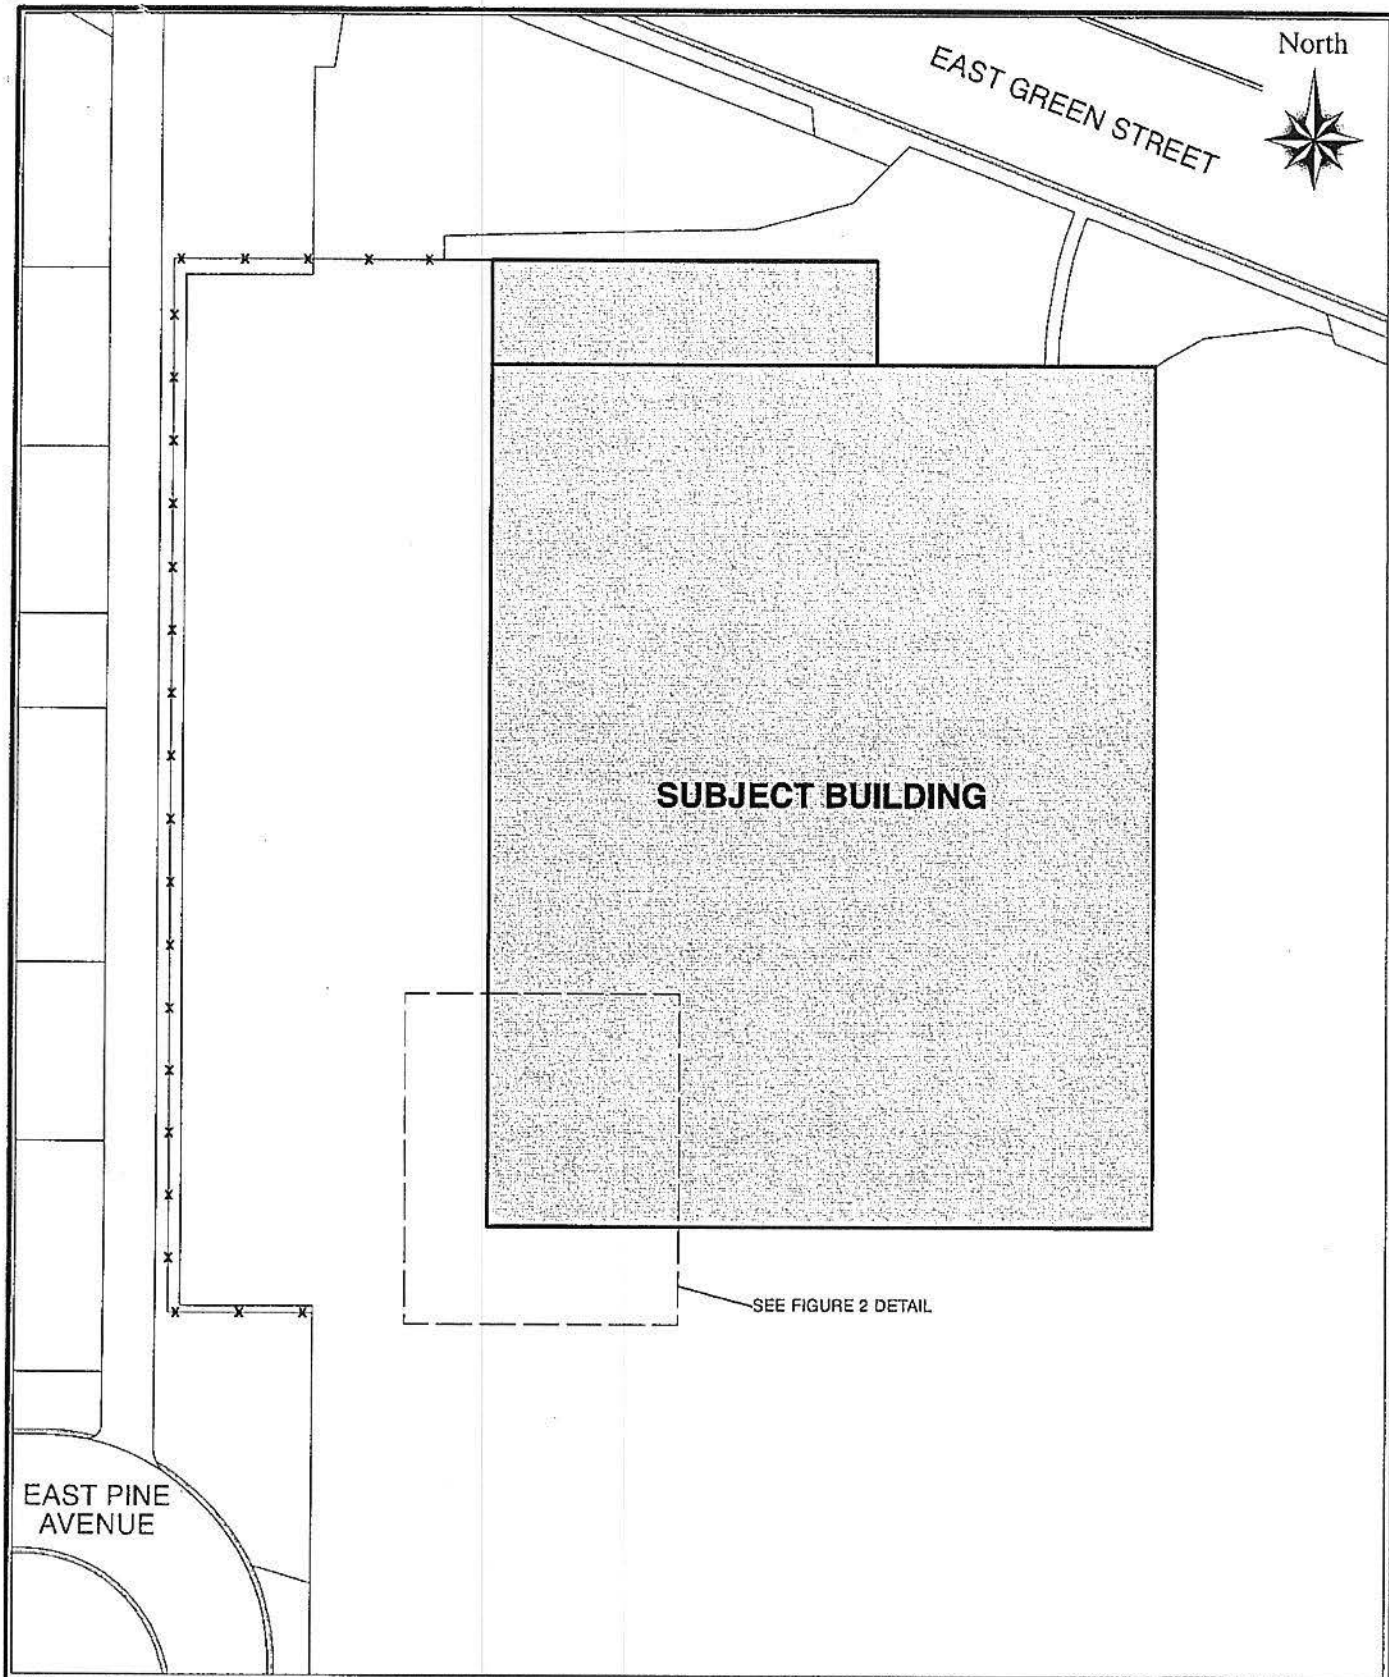 North
EAST GREEN STREET
SUBJECT BUILDING
SEE FIGURE 2 DETAIL
EAST PINE
AVENUE